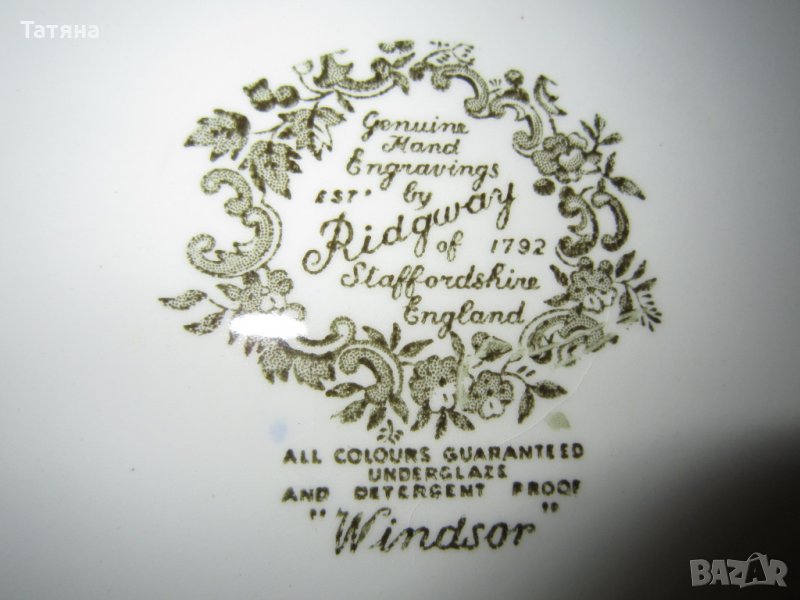 Татяна
Genuine
Hand
Engravings
EST' by
Ridgway
of 1792
Staffordshire
England
ALL COLOURS GUARANTEED
UNDERGLAZE
AND DETERGENT PROOF
"Windsor"
BAZAR